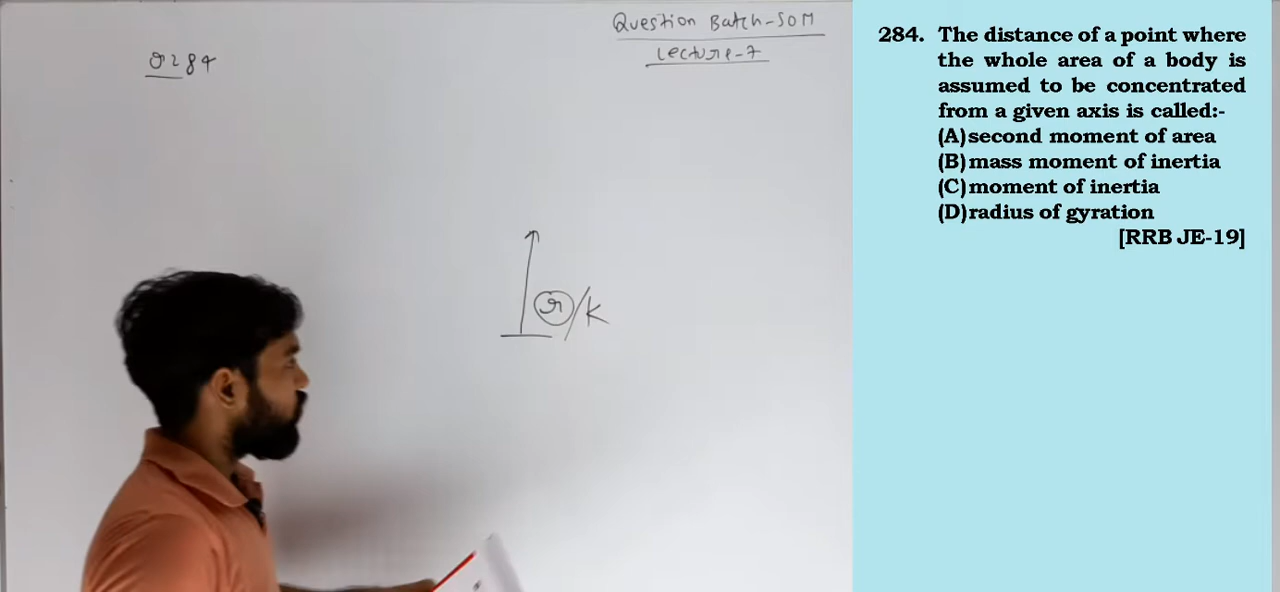 Question Batch-SOM
Lecture-7
284
r/k
284. The distance of a point where
the whole area of a body is
assumed to be concentrated
from a given axis is called:-
(A) second moment of area
(B) mass moment of inertia
(C) moment of inertia
(D) radius of gyration
[RRB JE-19]